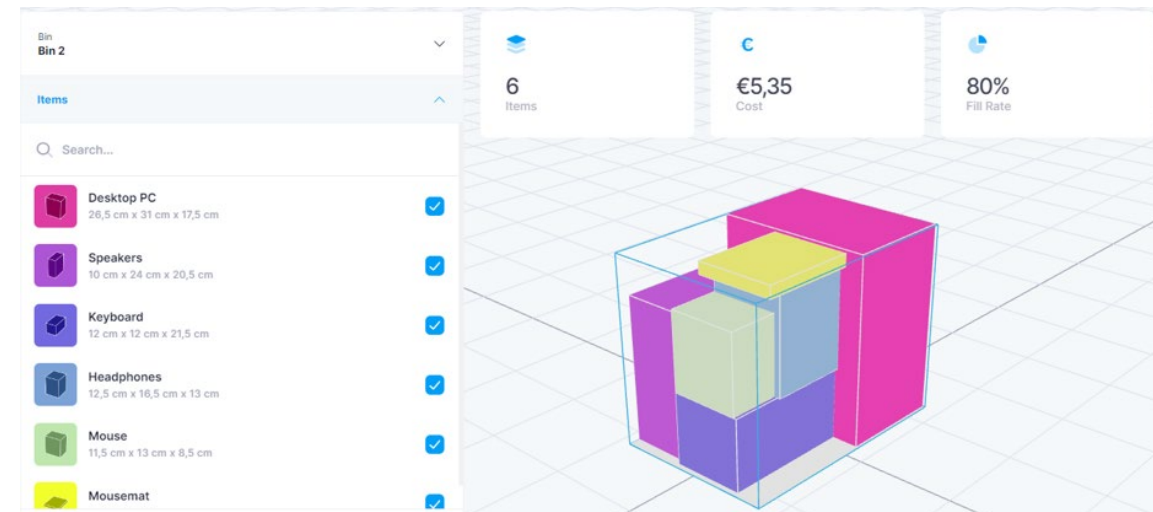 Bin
Bin 2
Items
Search...
Desktop PC
26,5 cm x 31 cm x 17,5 cm
Speakers
10 cm x 24 cm x 20,5 cm
Keyboard
12 cm x 12 cm x 21,5 cm
Headphones
12,5 cm x 16,5 cm x 13 cm
Mouse
11,5 cm x 13 cm x 8,5 cm
Mousemat
6
Items
€5,35
Cost
80%
Fill Rate